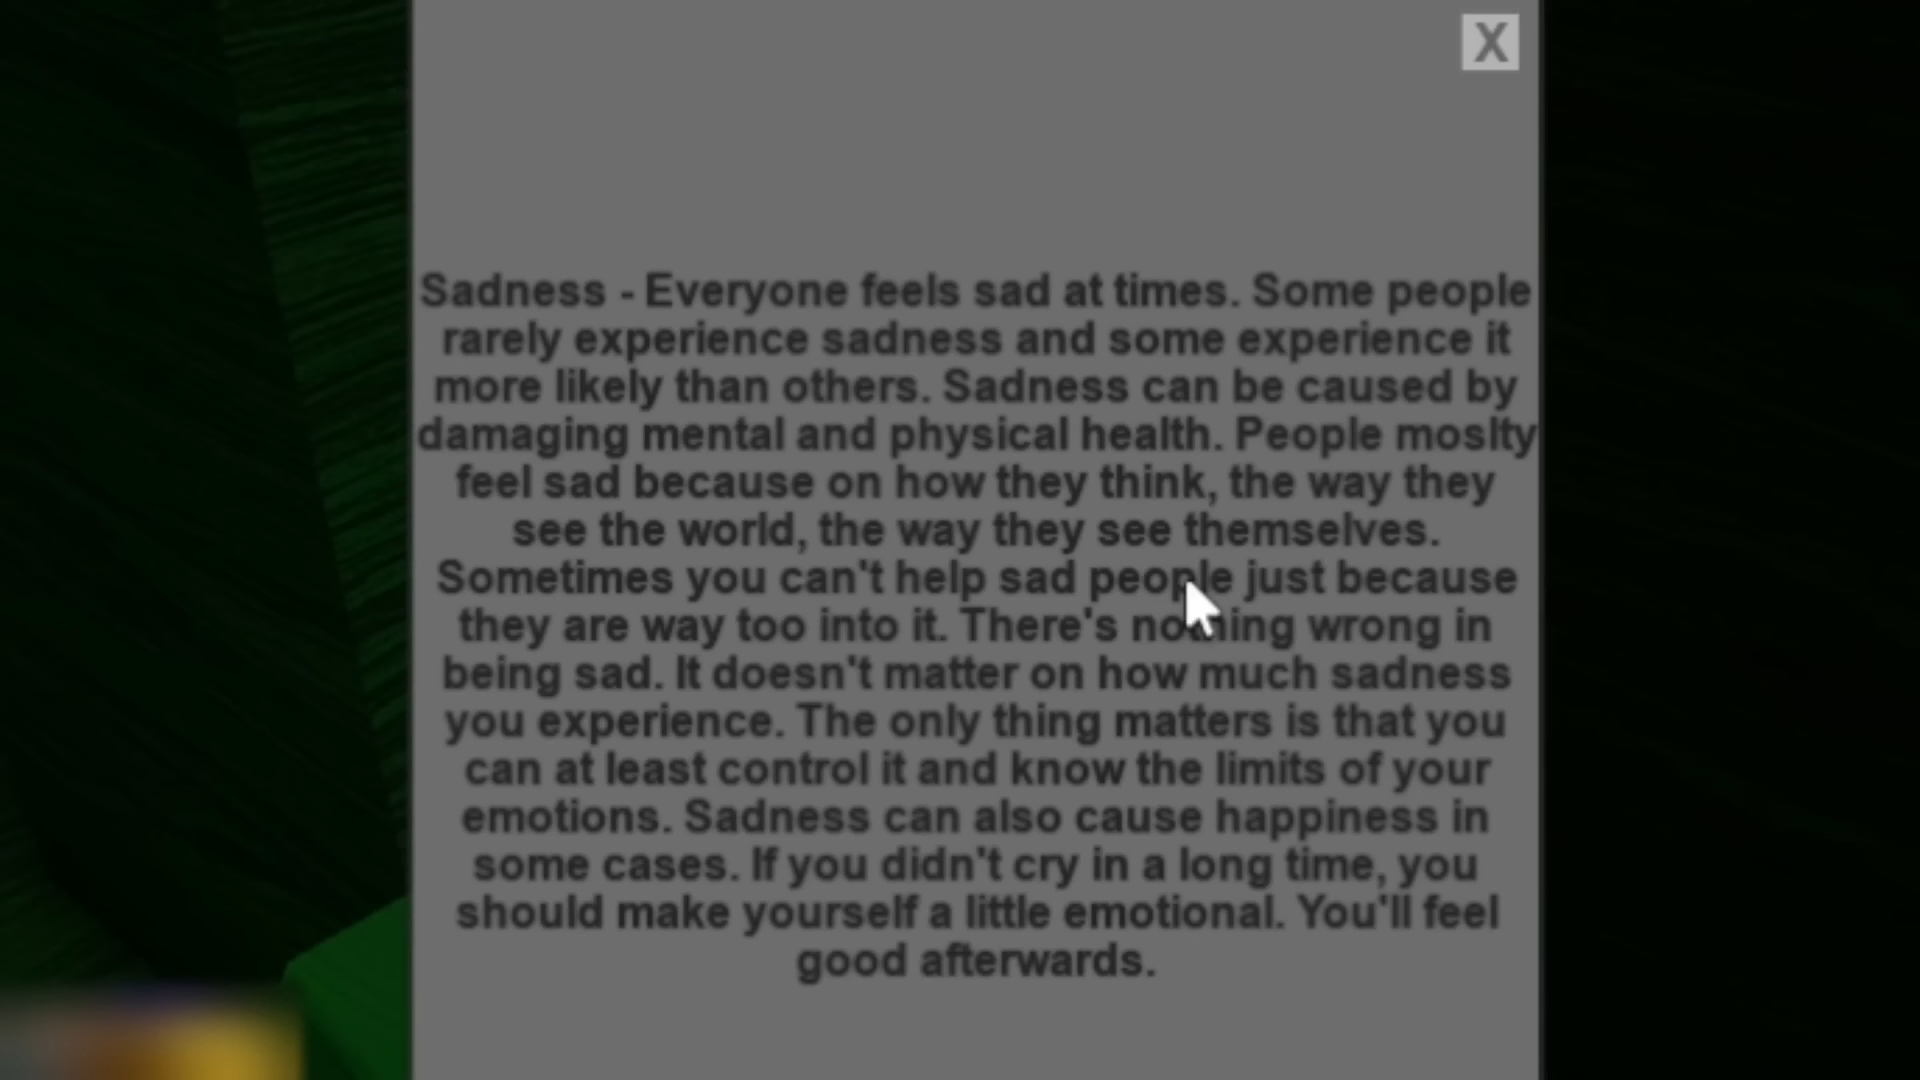 X
Sadness - Everyone feels sad at times. Some people
rarely experience sadness and some experience it
more likely than others. Sadness can be caused by
damaging mental and physical health. People moslty
feel sad because on how they think, the way they
see the world, the way they see themselves.
Sometimes you can't help sad people just because
they are way too into it. There's nothing wrong in
being sad. It doesn't matter on how much sadness
you experience. The only thing matters is that you
can at least control it and know the limits of your
emotions. Sadness can also cause happiness in
some cases. If you didn't cry in a long time, you
should make yourself a little emotional. You'll feel
good afterwards.